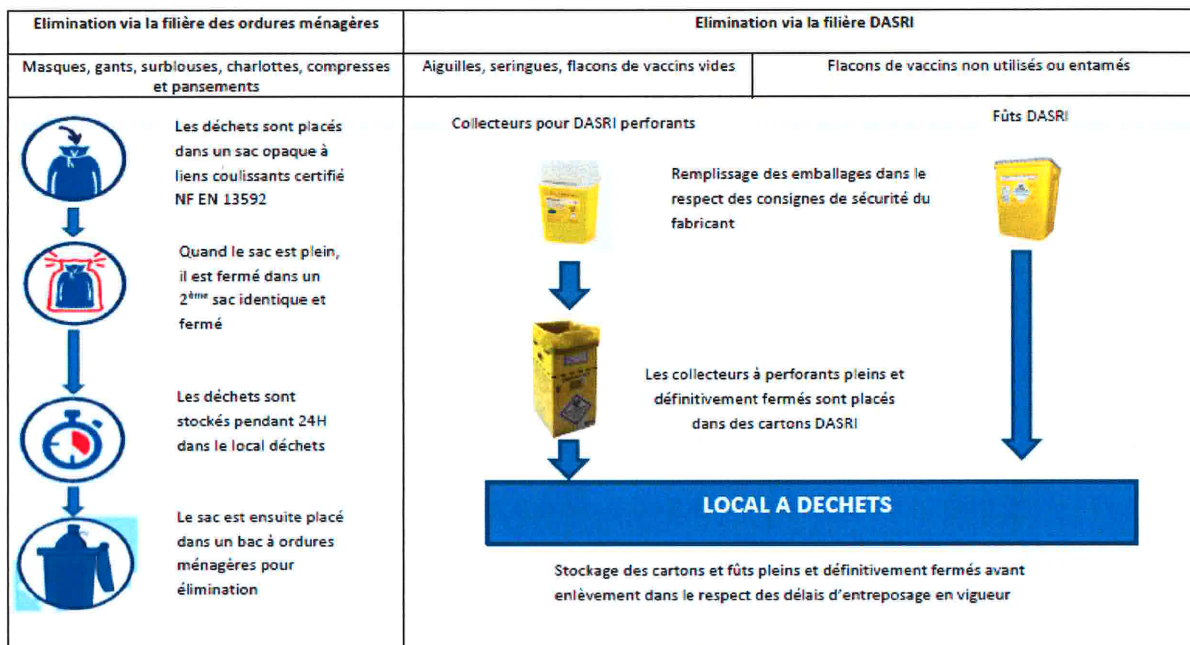 Elimination via la filière des ordures ménagères
Elimination via la filière DASRI
Masques, gants, surblouses, charlottes, compresses
et pansements
Aiguilles, seringues, flacons de vaccins vides
Flacons de vaccins non utilisés ou entamés
Les déchets sont placés
dans un sac opaque à
liens coulissants certifié
NF EN 13592
Quand le sac est plein,
il est fermé dans un
2ème sac identique et
fermé
Les déchets sont
stockés pendant 24H
dans le local déchets
Le sac est ensuite placé
dans un bac à ordures
ménagères pour
élimination
Collecteurs pour DASRI perforants
Fûts DASRI
Remplissage des emballages dans le
respect des consignes de sécurité du
fabricant
Les collecteurs à perforants pleins et
définitivement fermés sont placés
dans des cartons DASRI
LOCAL A DECHETS
Stockage des cartons et fûts pleins et définitivement fermés avant
enlèvement dans le respect des délais d'entreposage en vigueur